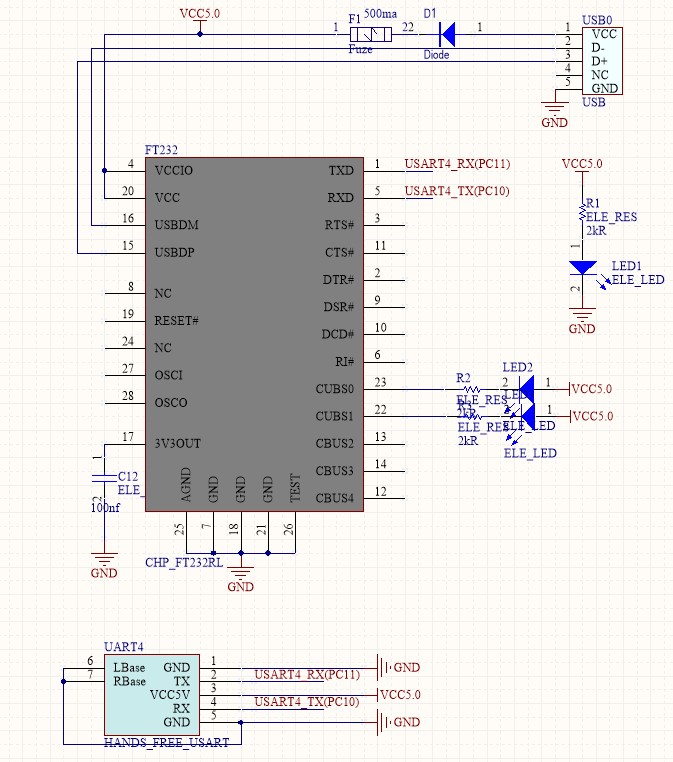 VCC5.0
F1 500ma
1 22
Fuze
D1
1
Diode
USB0
1 VCC
2 D-
3 D+
4 NC
5 GND
USB
GND
FT232
4 VCCIO
20 VCC
16 USBDM
15 USBDP
8 NC
19 RESET#
24 NC
27 OSCI
28 OSCO
17 3V3OUT
TXD 1 USART4_RX(PC11)
RXD 5 USART4_TX(PC10)
RTS# 3
CTS# 11
DTR# 2
DSR# 9
DCD# 10
RI# 6
CUBS0 23
CUBS1 22
CBUS2 13
CBUS3 14
CBUS4 12
AGND GND GND GND TEST
25 7 18 21 26
CHP_FT232RL
GND
1
C12
ELE_
2
100nf
GND
VCC5.0
R1
ELE_RES
2kR
1
LED1
ELE_LED
2
GND
LED2
R2 2 1 VCC5.0
ELE_RES
2kR
1 VCC5.0
ELE_RES ELE_LED
2kR
ELE_LED
UART4
6 LBase
7 RBase
GND 1 GND
TX 2 USART4_RX(PC11)
VCC5V 3 VCC5.0
RX 4 USART4_TX(PC10)
GND 5 GND
HANDS_FREE_USART